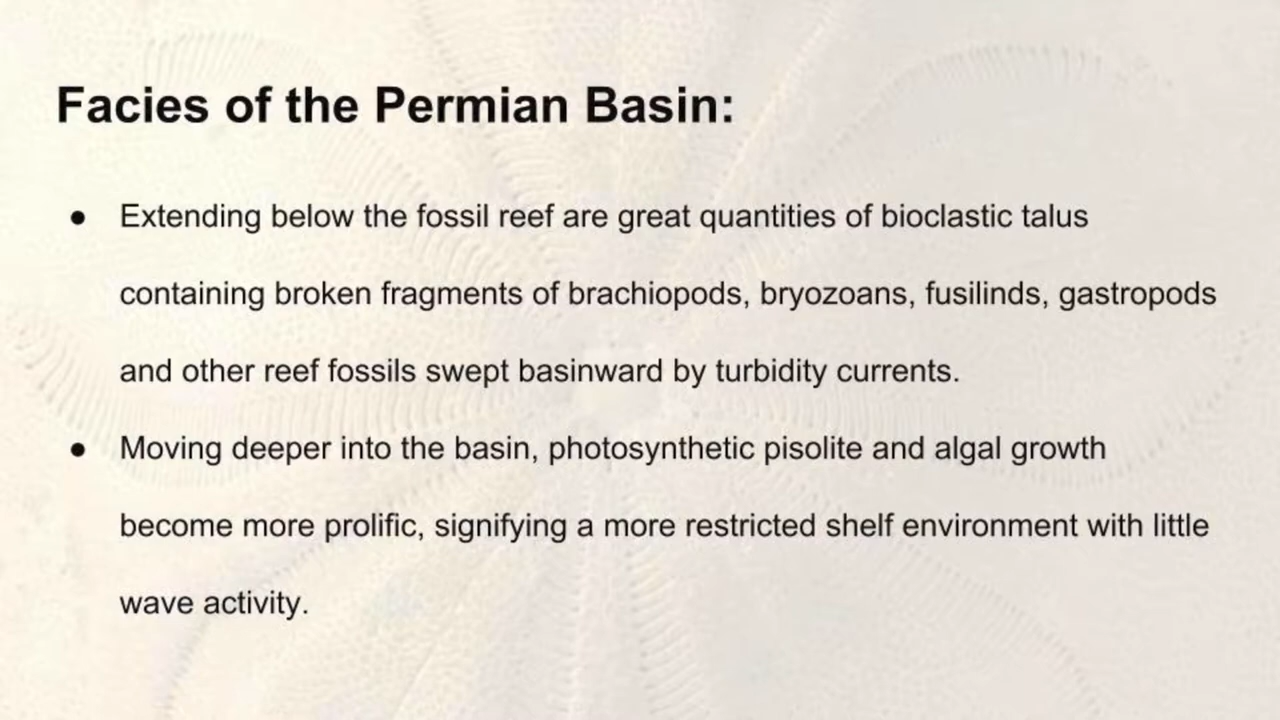 Facies of the Permian Basin:
● Extending below the fossil reef are great quantities of bioclastic talus
containing broken fragments of brachiopods, bryozoans, fusilinds, gastropods
and other reef fossils swept basinward by turbidity currents.
● Moving deeper into the basin, photosynthetic pisolite and algal growth
become more prolific, signifying a more restricted shelf environment with little
wave activity.